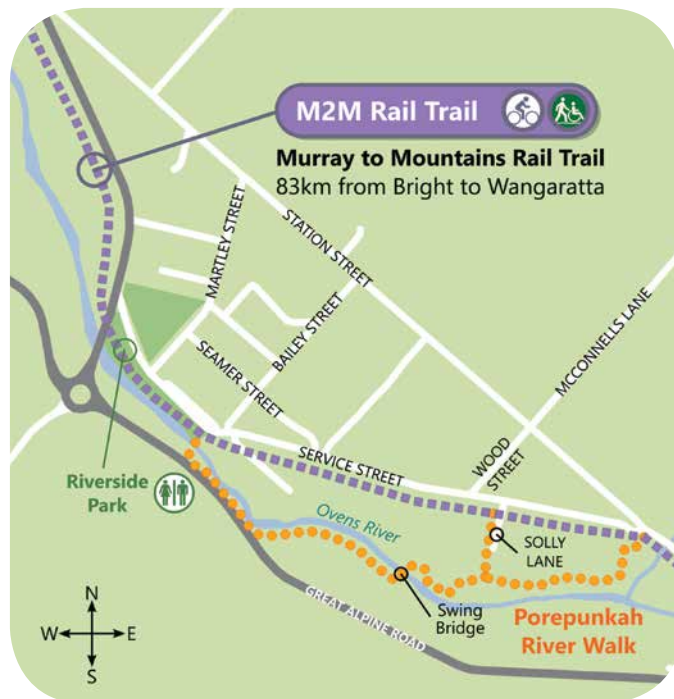 M2M Rail Trail
Murray to Mountains Rail Trail
83km from Bright to Wangaratta
STATION STREET
MARTLEY STREET
BAILEY STREET
SEAMER STREET
MCCONNELLS LANE
WOOD
STREET
SERVICE STREET
Riverside
Park
Ovens River
SOLLY
LANE
Swing
Bridge
GREAT ALPINE ROAD
Porepunkah
River Walk
N
W
E
S